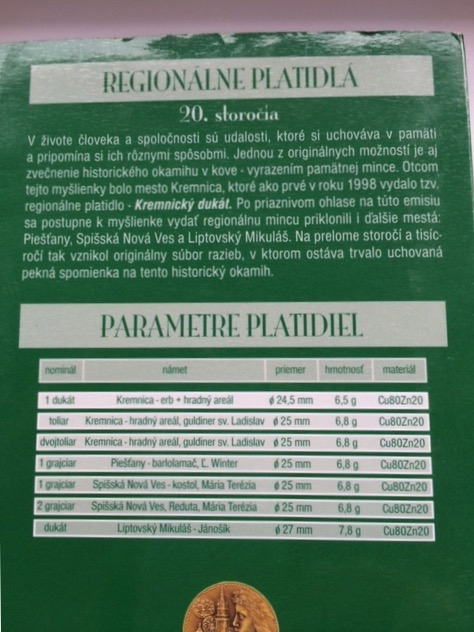 REGIONÁLNE PLATIDLÁ
20. storočia
V živote človeka a spoločnosti sú udalosti, ktoré si uchováva v pamäti
a pripomína si ich rôznymi spôsobmi. Jednou z originálnych možností je aj
zvečnenie historického okamihu v kove - vyrazením pamätnej mince. Otcom
tejto myšlienky bolo mesto Kremnica, ktoré ako prvé v roku 1998 vydalo tzv.
regionálne platidlo - Kremnický dukát. Po priaznivom ohlase na túto emisiu
sa postupne k myšlienke vydať regionálnu mincu priklonili i ďalšie mestá:
Piešťany, Spišská Nová Ves a Liptovský Mikuláš. Na prelome storočí a tisíc-
ročí tak vznikol originálny súbor razieb, v ktorom ostáva trvalo uchovaná
pekná spomienka na tento historický okamih.
PARAMETRE PLATIDIEL
nominál námet priemer hmotnosť materiál
1 dukát Kremnica - erb + hradný areál ø 24,5 mm 6,5 g Cu80Zn20
toliar Kremnica - hradný areál, guldiner sv. Ladislav ø 25 mm 6,8 g Cu80Zn20
dvojtoliar Kremnica - hradný areál, guldiner sv. Ladislav ø 25 mm 6,8 g Cu80Zn20
1 grajciar Piešťany - barlolamač, Ľ. Winter ø 25 mm 6,8 g Cu80Zn20
1 grajciar Spišská Nová Ves - kostol, Mária Terézia ø 25 mm 6,8 g Cu80Zn20
2 grajciar Spišská Nová Ves, Reduta, Mária Terézia ø 25 mm 6,8 g Cu80Zn20
dukát Liptovský Mikuláš - Jánošík ø 27 mm 7,8 g Cu80Zn20